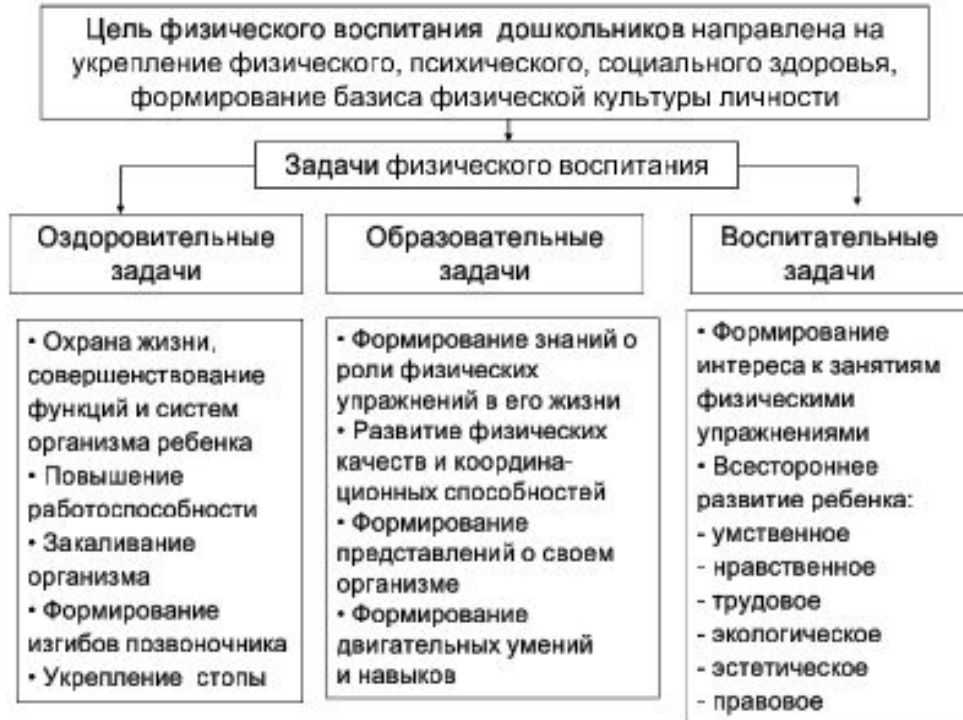 Цель физического воспитания дошкольников направлена на
укрепление физического, психического, социального здоровья,
формирование базиса физической культуры личности
Задачи физического воспитания
Оздоровительные
задачи
Образовательные
задачи
Воспитательные
задачи
• Охрана жизни,
совершенствование
функций и систем
организма ребенка
• Повышение
работоспособности
• Закаливание
организма
• Формирование
изгибов позвоночника
• Укрепление стопы
• Формирование знаний о
роли физических
упражнений в его жизни
• Развитие физических
качеств и координа-
ционных способностей
• Формирование
представлений о своем
организме
• Формирование
двигательных умений
и навыков
• Формирование
интереса к занятиям
физическими
упражнениями
• Всестороннее
развитие ребенка:
- умственное
- нравственное
- трудовое
- экологическое
- эстетическое
- правовое